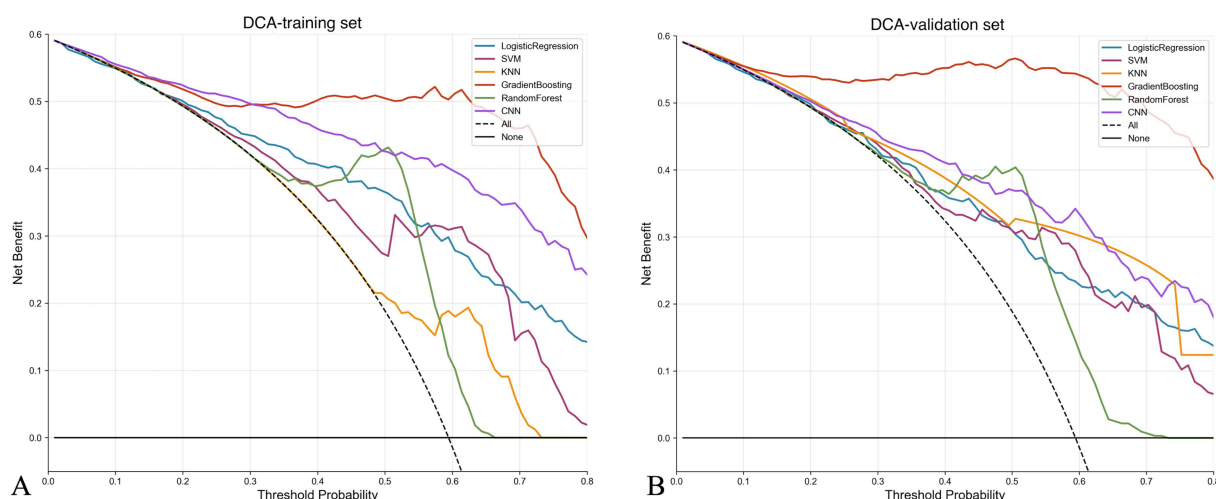 DCA-training set
0.6
0.5
0.4
0.3
0.2
0.1
0.0
Net Benefit
LogisticRegression
SVM
KNN
GradientBoosting
RandomForest
CNN
All
None
0.0 0.1 0.2 0.3 0.4 0.5 0.6 0.7 0.8
Threshold Probability
A
DCA-validation set
0.6
0.5
0.4
0.3
0.2
0.1
0.0
Net Benefit
LogisticRegression
SVM
KNN
GradientBoosting
RandomForest
CNN
All
None
0.0 0.1 0.2 0.3 0.4 0.5 0.6 0.7 0.8
Threshold Probability
B